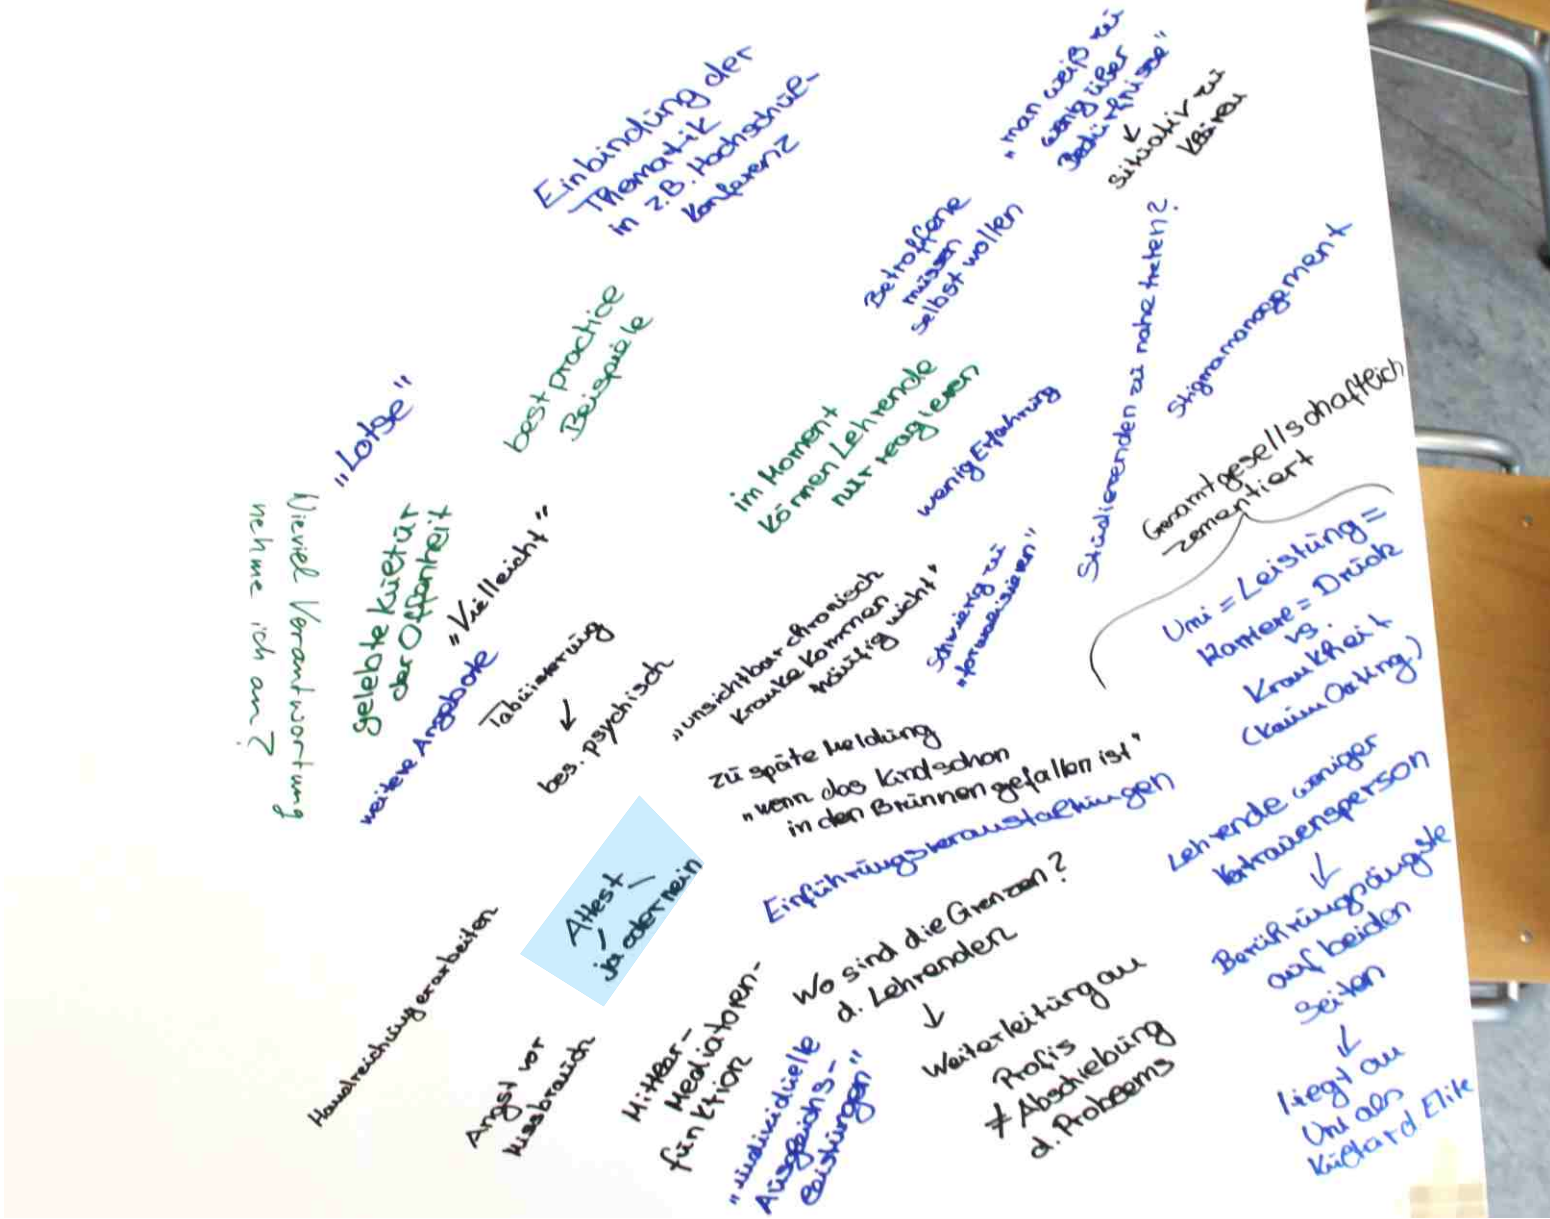 Einbindung der
Thematik
in z.B. Hochschul-
konferenz
„man weiß zu
wenig über
Bedürfnisse"
↙
situativ zu
klären
Betroffene
müssen
selbst wollen
Studierenden zu nahe treten?
Stigmamanagement
best practice
Beispiele
„Lotse"
im Moment
können Lehrende
nur reagieren
wenig Erfahrung
Gesamtgesellschaftlich
zementiert
Uni = Leistung =
Karriere = Druck
vs.
Krankheit
(kaum Outing)
Wieviel Verantwortung
nehme ich an?
gelebte Kultur
der Offenheit
„Vielleicht"
weitere Angebote
Tabuisierung
↙
bes. psychisch
„unsichtbar chronisch
Kranke kommen
häufig nicht"
Schwierig zu
„formalisieren"
zu späte Meldung
„wenn das Kind schon
in den Brunnen gefallen ist"
Einführungsveranstaltungen
Lehrende weniger
Vertrauensperson
↓
Berührungsängste
auf beiden
Seiten
↓
liegt an
Uni als
Attest
ja oder nein
Wo sind die Grenzen?
d. Lehrenden
↓
Weiterleitung an
Profis
≠ Abschiebung
d. Problems
Handreichung erarbeiten
Angst vor
Missbrauch
Mittler-
Mediatoren-
funktion
„individuelle
Ausgleichs-
leistungen"